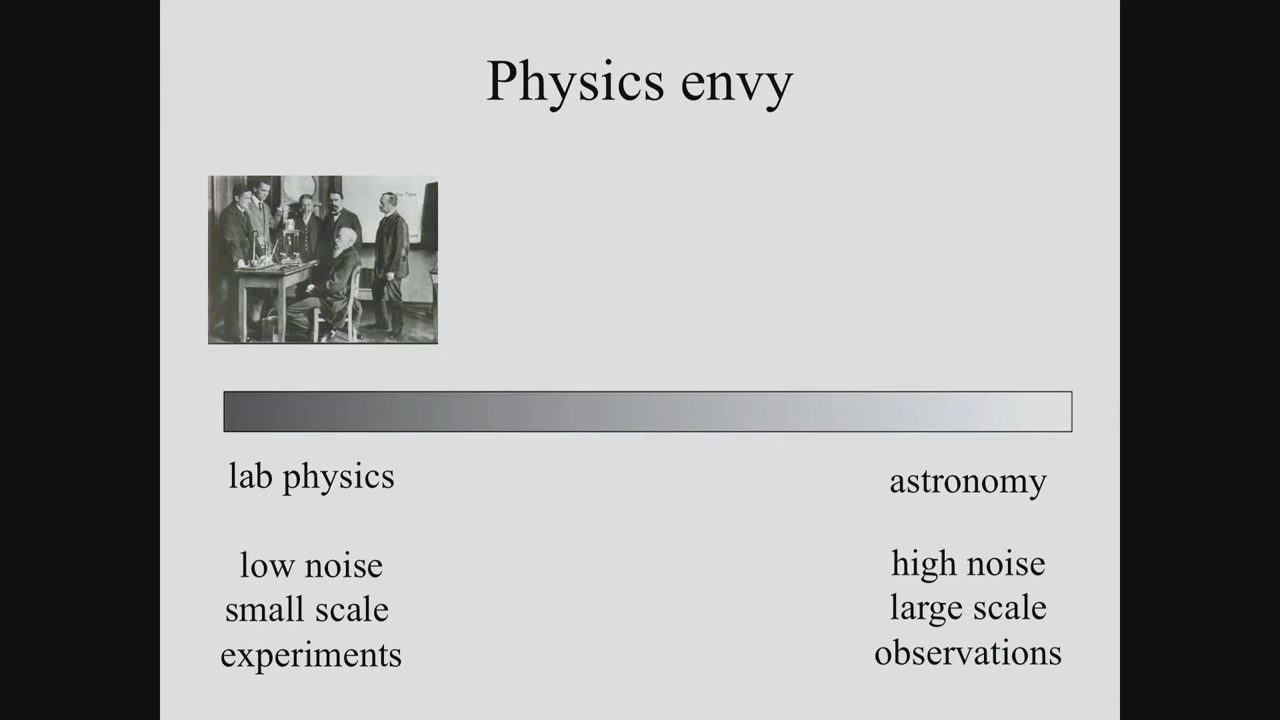 Physics envy
lab physics
astronomy
low noise
small scale
experiments
high noise
large scale
observations